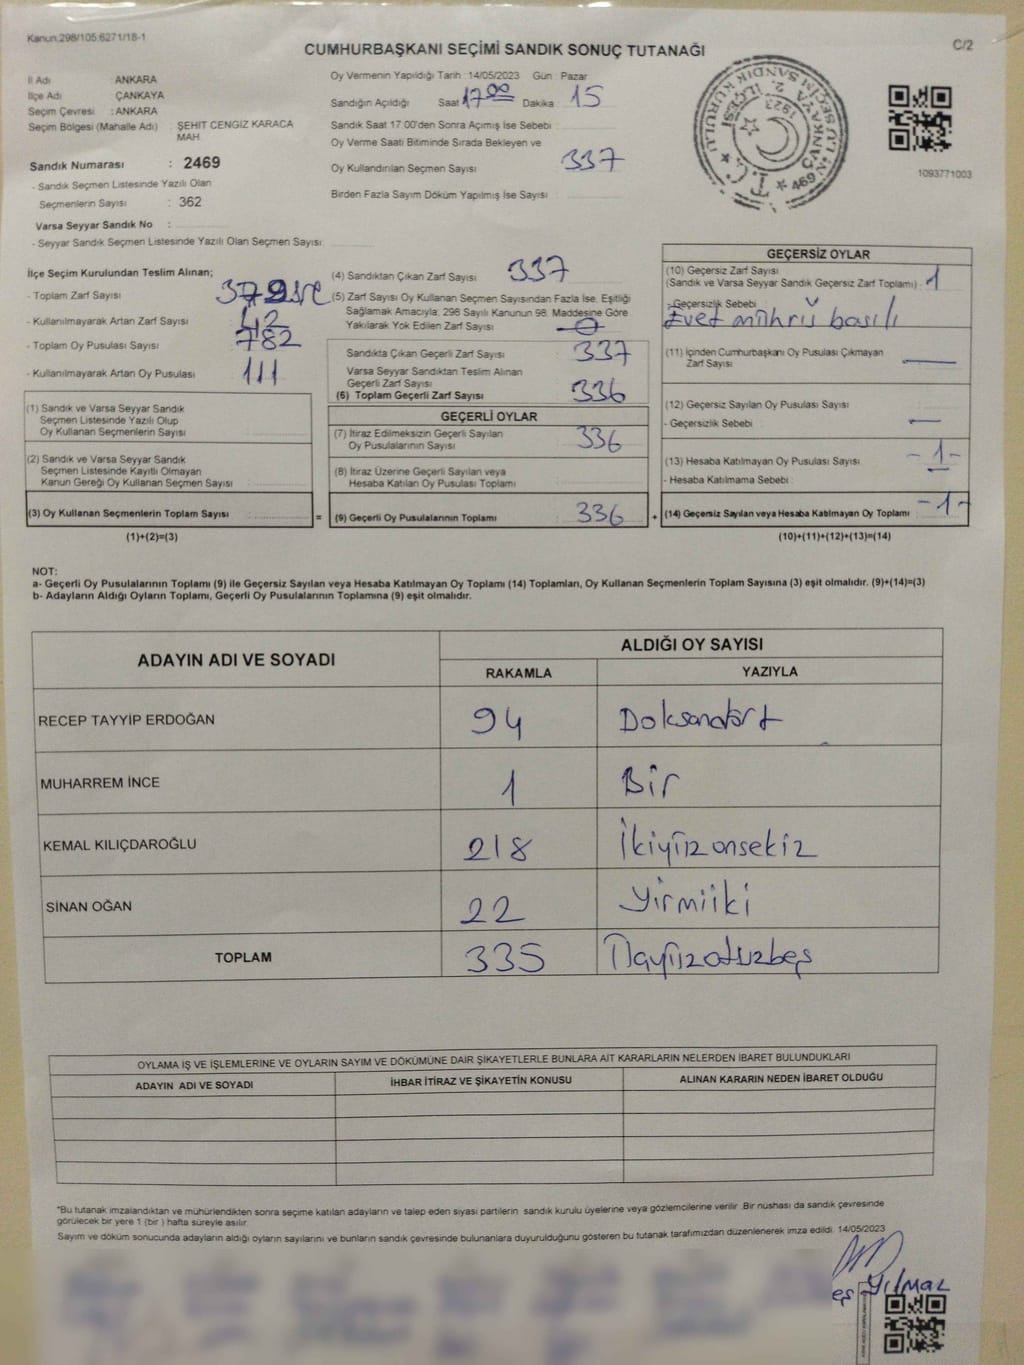 Kanun:298/105,6271/18-1
C/2
CUMHURBAŞKANI SEÇİMİ SANDIK SONUÇ TUTANAĞI
İl Adı : ANKARA
İlçe Adı : ÇANKAYA
Seçim Çevresi : ANKARA
Seçim Bölgesi (Mahalle Adı) : ŞEHİT CENGİZ KARACA MAH.
Sandık Numarası : 2469
- Sandık Seçmen Listesinde Yazılı Olan
Seçmenlerin Sayısı : 362
Varsa Seyyar Sandık No :
- Seyyar Sandık Seçmen Listesinde Yazılı Olan Seçmen Sayısı:
Oy Vermenin Yapıldığı Tarih : 14/05/2023 Gün : Pazar
Sandığın Açıldığı Saat 17.00 Dakika 15
Sandık Saat 17.00'den Sonra Açımış İse Sebebi :
Oy Verme Saati Bitiminde Sırada Bekleyen ve
Oy Kullandırılan Seçmen Sayısı : 337
Birden Fazla Sayım Döküm Yapılmış İse Sayısı :
T.C. ÇANKAYA 2. İLÇESİ 1923
SEÇİM SANDIK KURULU
1093771003
İlçe Seçim Kurulundan Teslim Alınan;
- Toplam Zarf Sayısı : 379
- Kullanılmayarak Artan Zarf Sayısı : 42
- Toplam Oy Pusulası Sayısı : 782
- Kullanılmayarak Artan Oy Pusulası : 111
(1) Sandık ve Varsa Seyyar Sandık
Seçmen Listesinde Yazılı Olup
Oy Kullanan Seçmenlerin Sayısı :
(2) Sandık ve Varsa Seyyar Sandık
Seçmen Listesinde Kayıtlı Olmayan
Kanun Gereği Oy Kullanan Seçmen Sayısı :
(3) Oy Kullanan Seçmenlerin Toplam Sayısı :
(1)+(2)=(3)
(4) Sandıktan Çıkan Zarf Sayısı : 337
(5) Zarf Sayısı Oy Kullanan Seçmen Sayısından Fazla İse, Eşitliği
Sağlamak Amacıyla, 298 Sayılı Kanunun 98. Maddesine Göre
Yakılarak Yok Edilen Zarf Sayısı : 0
Sandıkta Çıkan Geçerli Zarf Sayısı : 337
Varsa Seyyar Sandıktan Teslim Alınan
Geçerli Zarf Sayısı :
(6) Toplam Geçerli Zarf Sayısı : 336
GEÇERLİ OYLAR
(7) İtiraz Edilmeksizin Geçerli Sayılan
Oy Pusulalarının Sayısı : 336
(8) İtiraz Üzerine Geçerli Sayılan veya
Hesaba Katılan Oy Pusulası Toplamı :
= (9) Geçerli Oy Pusulalarının Toplamı : 336
GEÇERSİZ OYLAR
(10) Geçersiz Zarf Sayısı
(Sandık ve Varsa Seyyar Sandık Geçersiz Zarf Toplamı) : 1
- Geçersizlik Sebebi :
Evet mührü basılı
(11) İçinden Cumhurbaşkanı Oy Pusulası Çıkmayan
Zarf Sayısı : —
(12) Geçersiz Sayılan Oy Pusulası Sayısı :
- Geçersizlik Sebebi : —
(13) Hesaba Katılmayan Oy Pusulası Sayısı : -1-
- Hesaba Katılmama Sebebi :
+ (14) Geçersiz Sayılan veya Hesaba Katılmayan Oy Toplamı : -1-
(10)+(11)+(12)+(13)=(14)
NOT:
a- Geçerli Oy Pusulalarının Toplamı (9) ile Geçersiz Sayılan veya Hesaba Katılmayan Oy Toplamı (14) Toplamları, Oy Kullanan Seçmenlerin Toplam Sayısına (3) eşit olmalıdır. (9)+(14)=(3)
b- Adayların Aldığı Oyların Toplamı, Geçerli Oy Pusulalarının Toplamına (9) eşit olmalıdır.
ADAYIN ADI VE SOYADI
ALDIĞI OY SAYISI
RAKAMLA YAZIYLA
RECEP TAYYİP ERDOĞAN 94 Doksandört
MUHARREM İNCE 1 Bir
KEMAL KILIÇDAROĞLU 218 İkiyüzonsekiz
SİNAN OĞAN 22 Yirmiiki
TOPLAM 335 Üçyüzotuzbeş
OYLAMA İŞ VE İŞLEMLERİNE VE OYLARIN SAYIM VE DÖKÜMÜNE DAİR ŞİKAYETLERLE BUNLARA AİT KARARLARIN NELERDEN İBARET BULUNDUKLARI
ADAYIN ADI VE SOYADI İHBAR İTİRAZ VE ŞİKAYETİN KONUSU ALINAN KARARIN NEDEN İBARET OLDUĞU
*Bu tutanak imzalandıktan ve mühürlendikten sonra seçime katılan adayların ve talep eden siyasi partilerin sandık kurulu üyelerine veya gözlemcilerine verilir. Bir nüshası da sandık çevresinde
görülecek bir yere 1 (bir) hafta süreyle asılır.
Sayım ve döküm sonucunda adayların aldığı oyların sayılarını ve bunların sandık çevresinde bulunanlara duyurulduğunu gösteren bu tutanak tarafımızdan düzenlenerek imza edildi. 14/05/2023
Yılmaz